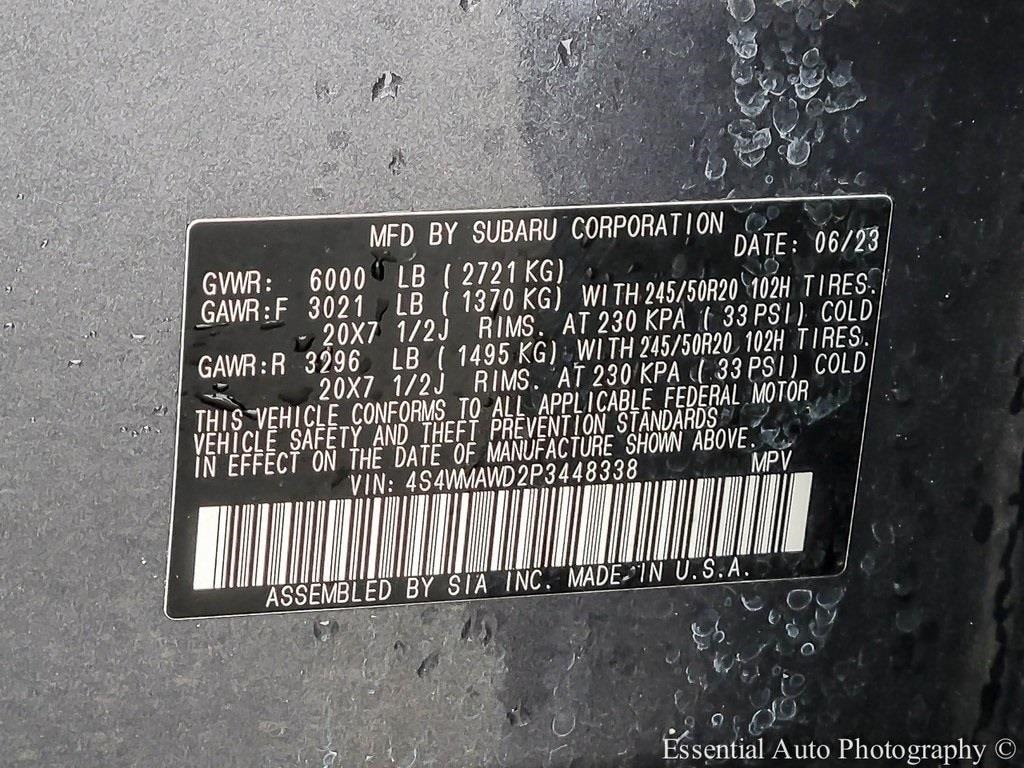 MFD BY SUBARU CORPORATION DATE: 06/23
GVWR: 6000 LB ( 2721 KG)
GAWR:F 3021 LB ( 1370 KG) WITH 245/50R20 102H TIRES.
20X7 1/2J RIMS. AT 230 KPA ( 33 PSI) COLD
GAWR:R 3296 LB ( 1495 KG) WITH 245/50R20 102H TIRES.
20X7 1/2J RIMS. AT 230 KPA ( 33 PSI) COLD
THIS VEHICLE CONFORMS TO ALL APPLICABLE FEDERAL MOTOR
VEHICLE SAFETY AND THEFT PREVENTION STANDARDS
IN EFFECT ON THE DATE OF MANUFACTURE SHOWN ABOVE.
VIN: 4S4WMAWD2P3448338 MPV
ASSEMBLED BY SIA INC. MADE IN U.S.A.
Essential Auto Photography ©